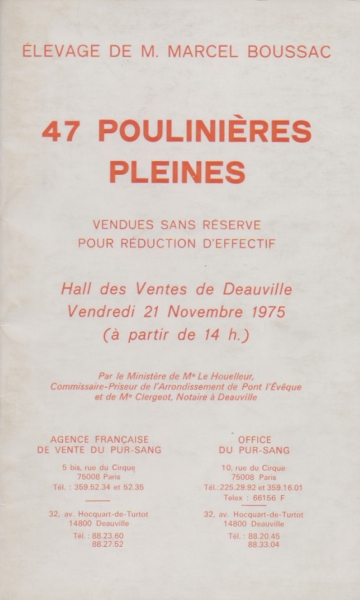 ÉLEVAGE DE M. MARCEL BOUSSAC
47 POULINIÈRES
PLEINES
VENDUES SANS RÉSERVE
POUR RÉDUCTION D'EFFECTIF
Hall des Ventes de Deauville
Vendredi 21 Novembre 1975
(à partir de 14 h.)
Par le Ministère de Me Le Houelleur,
Commissaire-Priseur de l'Arrondissement de Pont l'Évêque
et de Me Clergeot, Notaire à Deauville
AGENCE FRANÇAISE
DE VENTE DU PUR-SANG
5 bis, rue du Cirque
75008 Paris
Tél. : 359.52.34 et 52.35
32, av. Hocquart-de-Turtot
14800 Deauville
Tél. : 88.23.60
88.27.52
OFFICE
DU PUR-SANG
10, rue du Cirque
75008 Paris
Tél.:225.29.92 et 359.16.01
Telex : 66156 F
32, av. Hocquart-de-Turtot
14800 Deauville
Tél. : 88.20.45
88.33.04